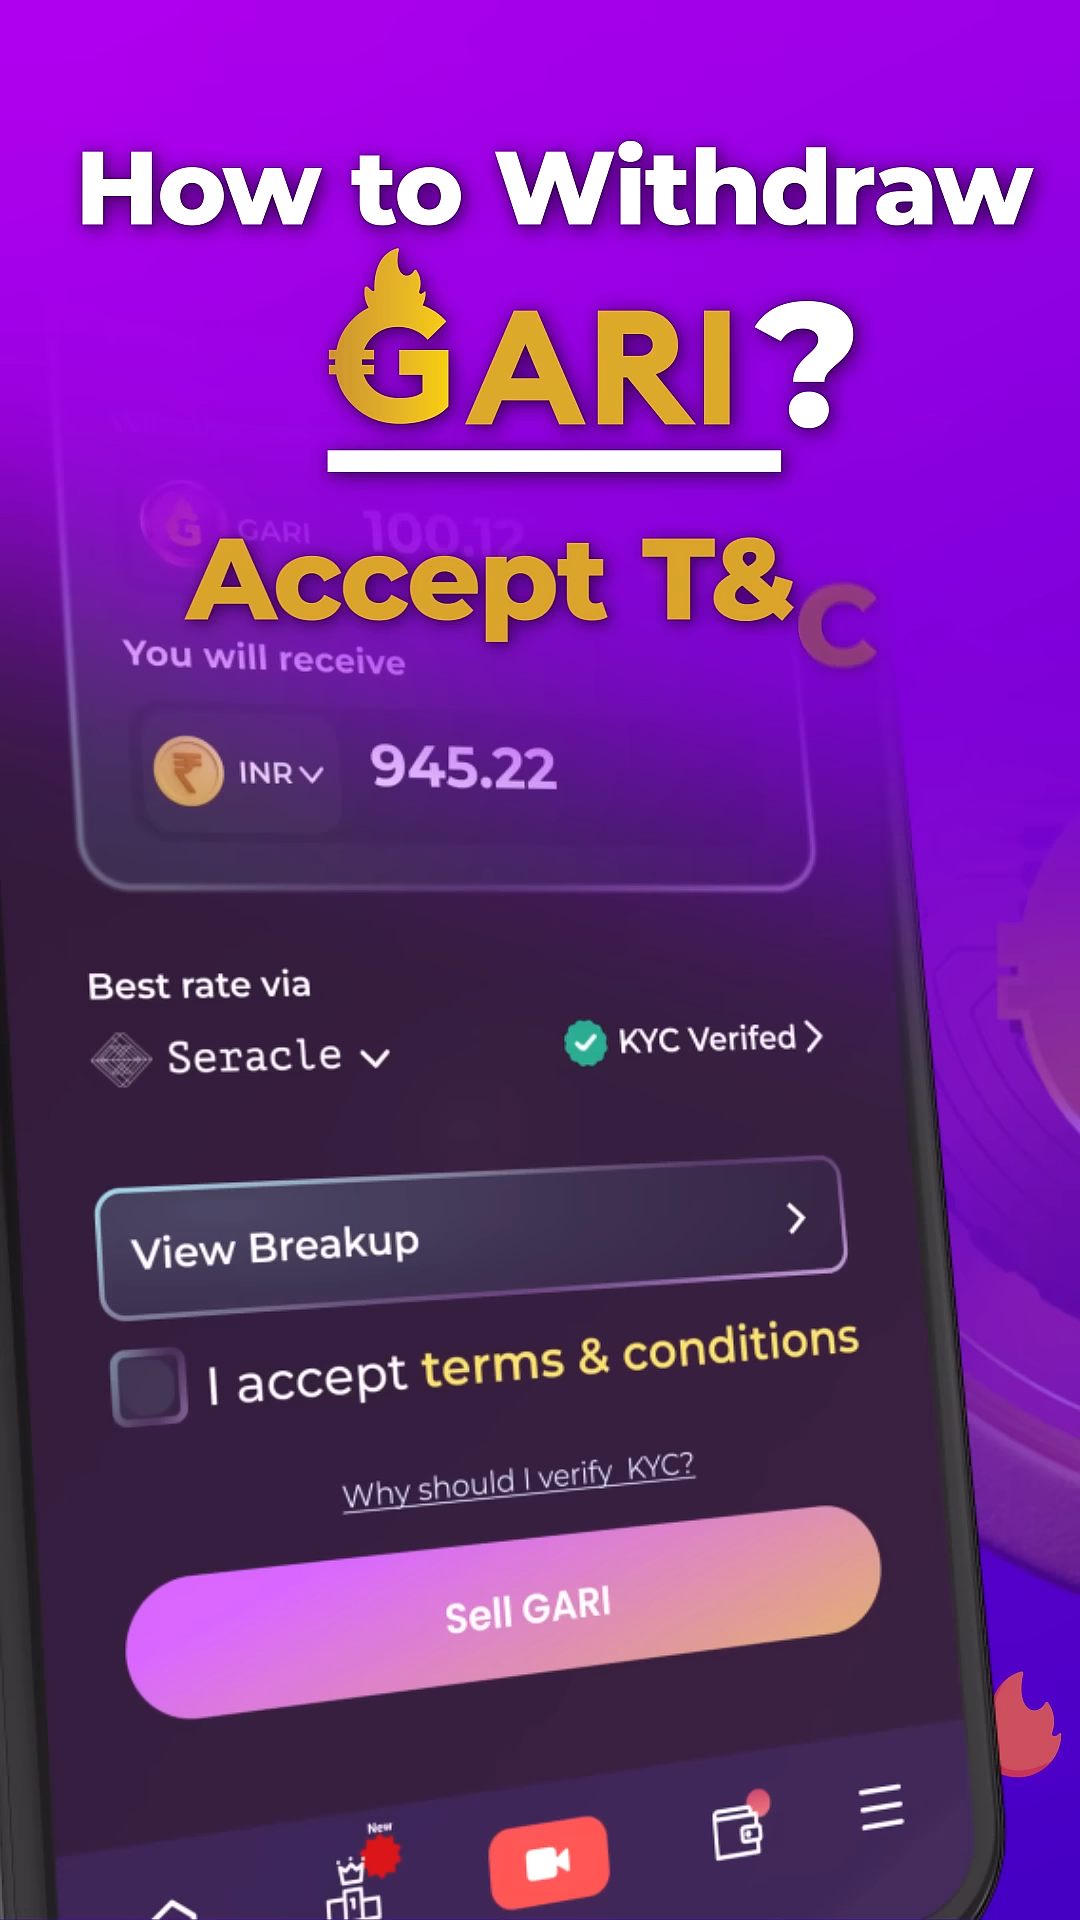 How to Withdraw
GARI?
GARI 100.12
Accept T&C
You will receive
INR 945.22
Best rate via
Seracle
KYC Verifed
View Breakup
I accept terms & conditions
Why should I verify KYC?
Sell GARI
New
1